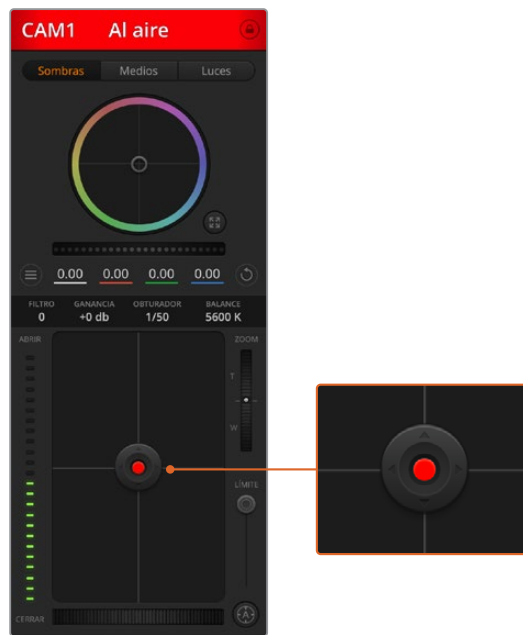 CAM1 Al aire
Sombras Medios Luces
0.00 0.00 0.00 0.00
FILTRO GANANCIA OBTURADOR BALANCE
0 +0 db 1/50 5600 K
ABRIR ZOOM
T
W
LÍMITE
CERRAR A